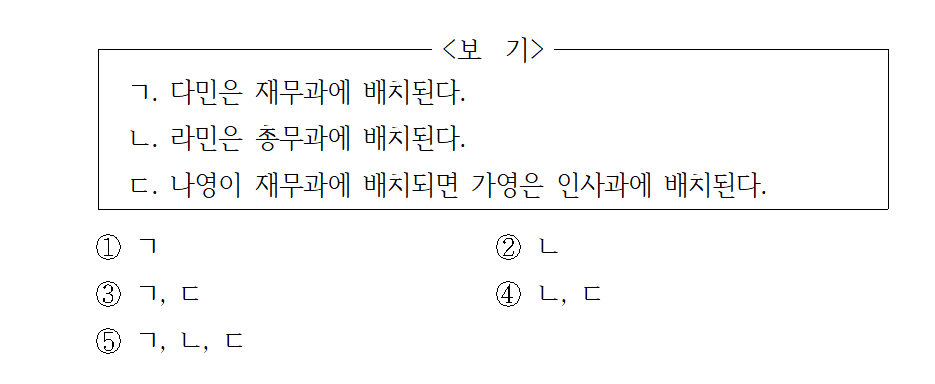 <보 기>
ㄱ. 다민은 재무과에 배치된다.
ㄴ. 라민은 총무과에 배치된다.
ㄷ. 나영이 재무과에 배치되면 가영은 인사과에 배치된다.
① ㄱ ② ㄴ
③ ㄱ, ㄷ ④ ㄴ, ㄷ
⑤ ㄱ, ㄴ, ㄷ